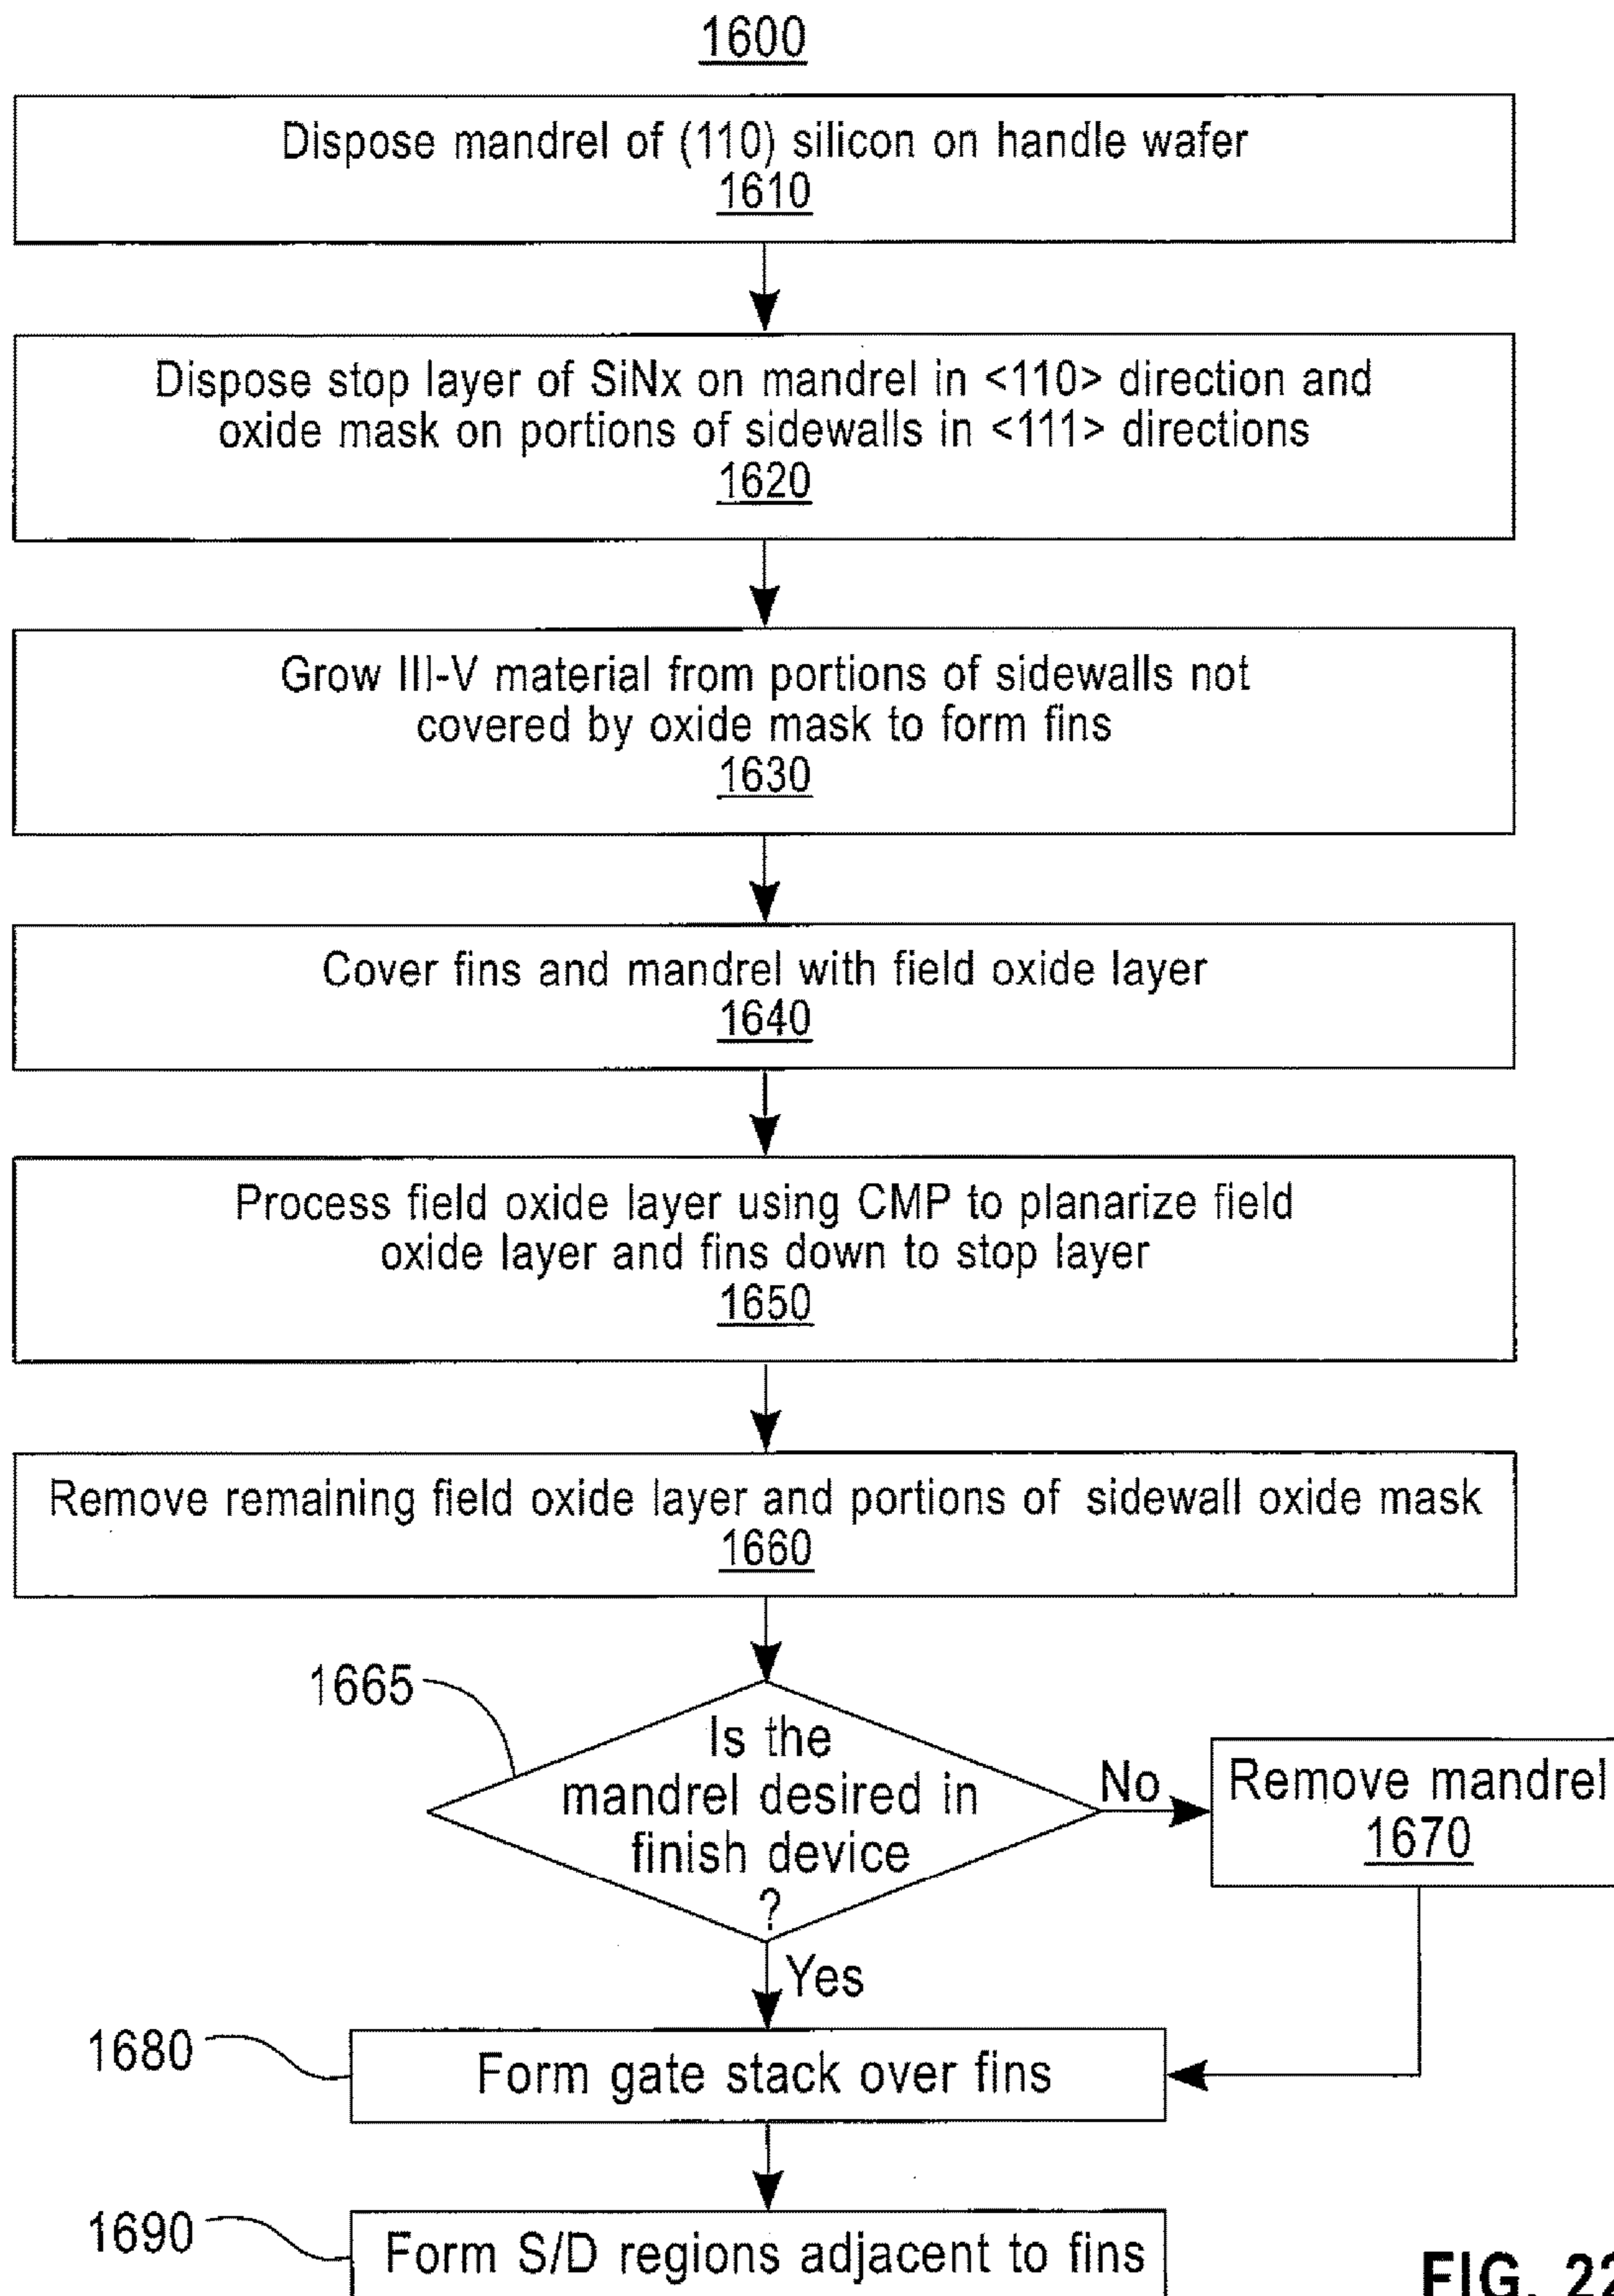 1600
Dispose mandrel of (110) silicon on handle wafer
1610
Dispose stop layer of SiNx on mandrel in <110> direction and
oxide mask on portions of sidewalls in <111> directions
1620
Grow III-V material from portions of sidewalls not
covered by oxide mask to form fins
1630
Cover fins and mandrel with field oxide layer
1640
Process field oxide layer using CMP to planarize field
oxide layer and fins down to stop layer
1650
Remove remaining field oxide layer and portions of sidewall oxide mask
1660
1665
Is the
mandrel desired in
finish device
?
No
Remove mandrel
1670
Yes
1680
Form gate stack over fins
1690
Form S/D regions adjacent to fins
FIG. 22